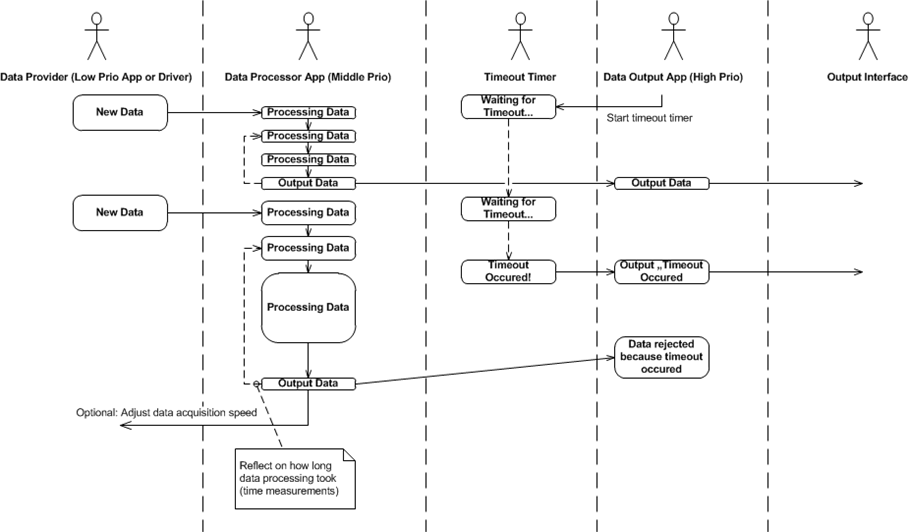 Data Provider (Low Prio App or Driver)
Data Processor App (Middle Prio)
Timeout Timer
Data Output App (High Prio)
Output Interface
New Data
Processing Data
Waiting for
Timeout...
Start timeout timer
Processing Data
Processing Data
Output Data
Output Data
New Data
Processing Data
Waiting for
Timeout...
Processing Data
Timeout
Occured!
Output „Timeout
Occured
Processing Data
Data rejected
because timeout
occured
Output Data
Optional: Adjust data acquisition speed
Reflect on how long
data processing took
(time measurements)